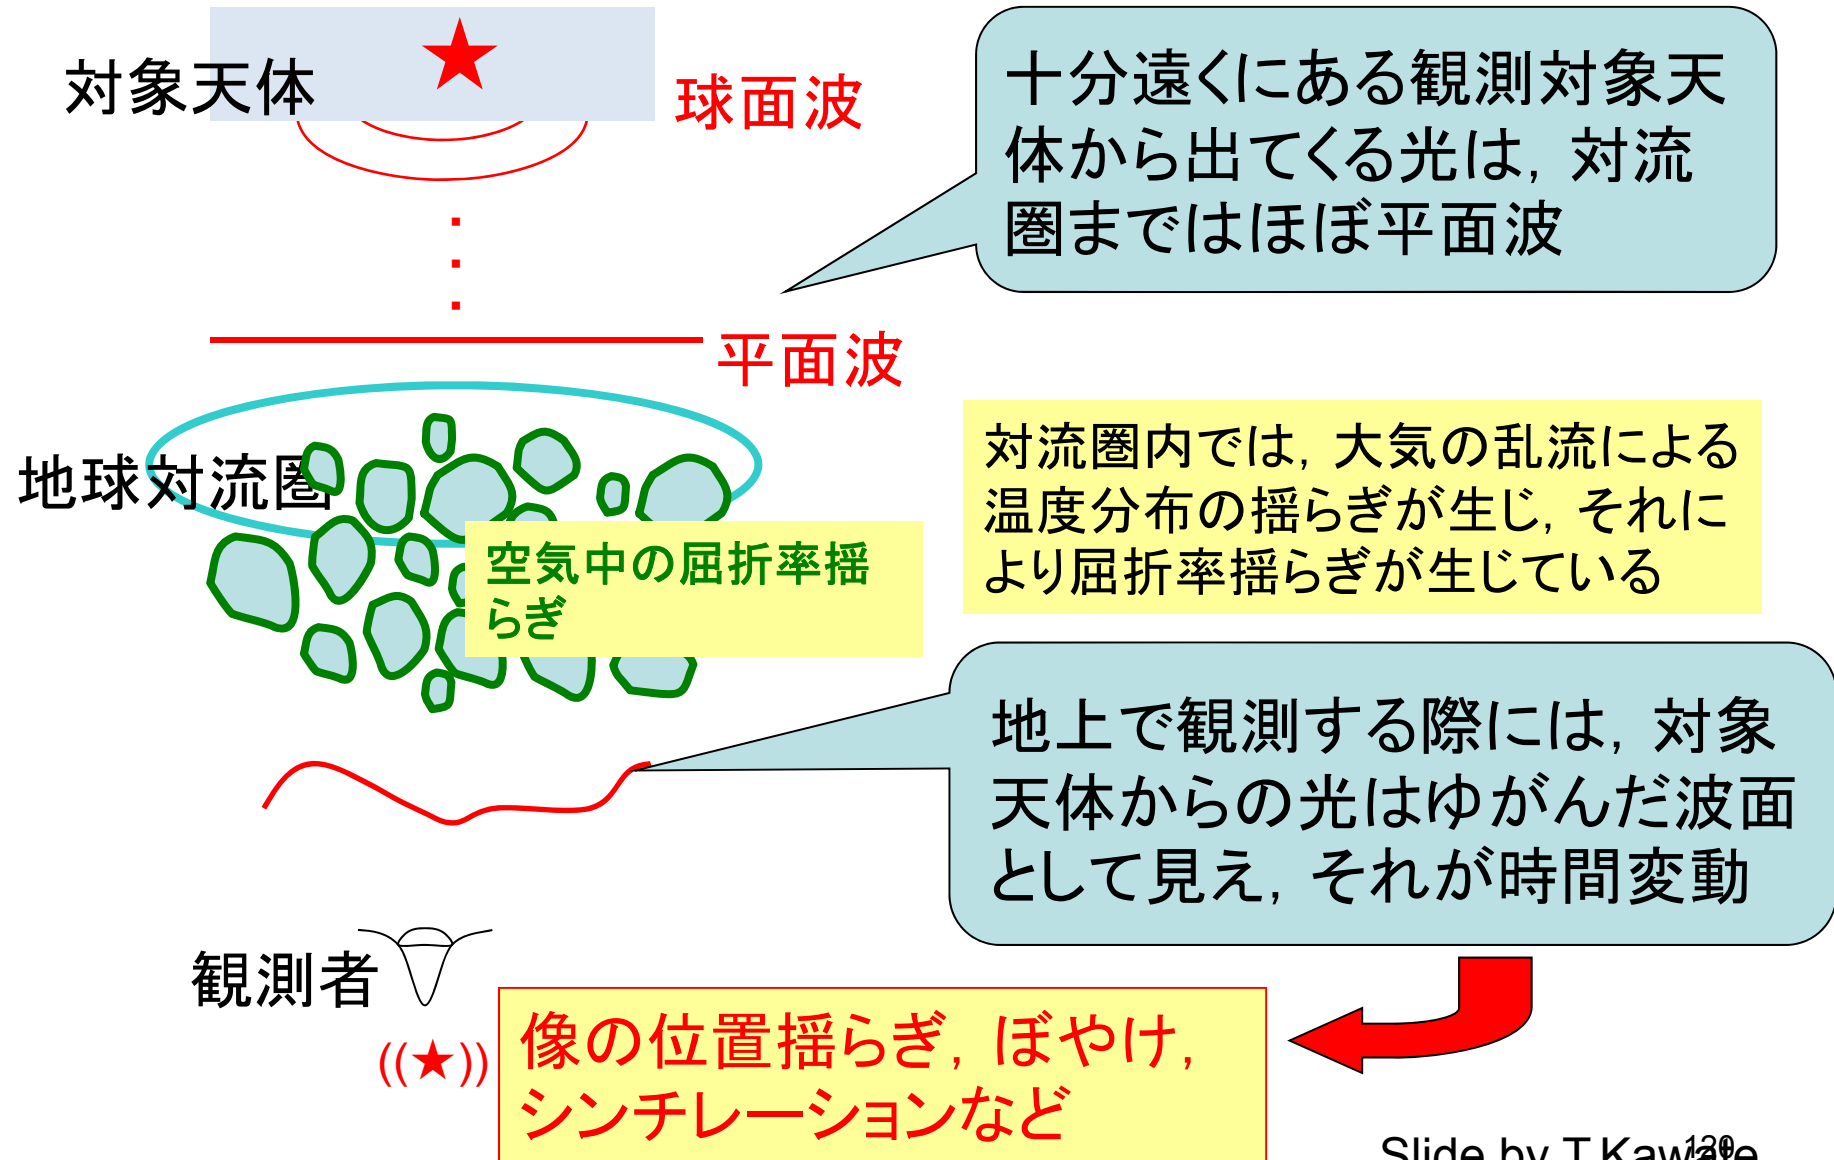 対象天体
球面波
十分遠くにある観測対象天
体から出てくる光は，対流
圏まではほぼ平面波
平面波
地球対流圏
対流圏内では，大気の乱流による
温度分布の揺らぎが生じ，それに
より屈折率揺らぎが生じている
空気中の屈折率揺
らぎ
地上で観測する際には，対象
天体からの光はゆがんだ波面
として見え，それが時間変動
観測者
((★))
像の位置揺らぎ，ぼやけ，
シンチレーションなど
Slide by T.